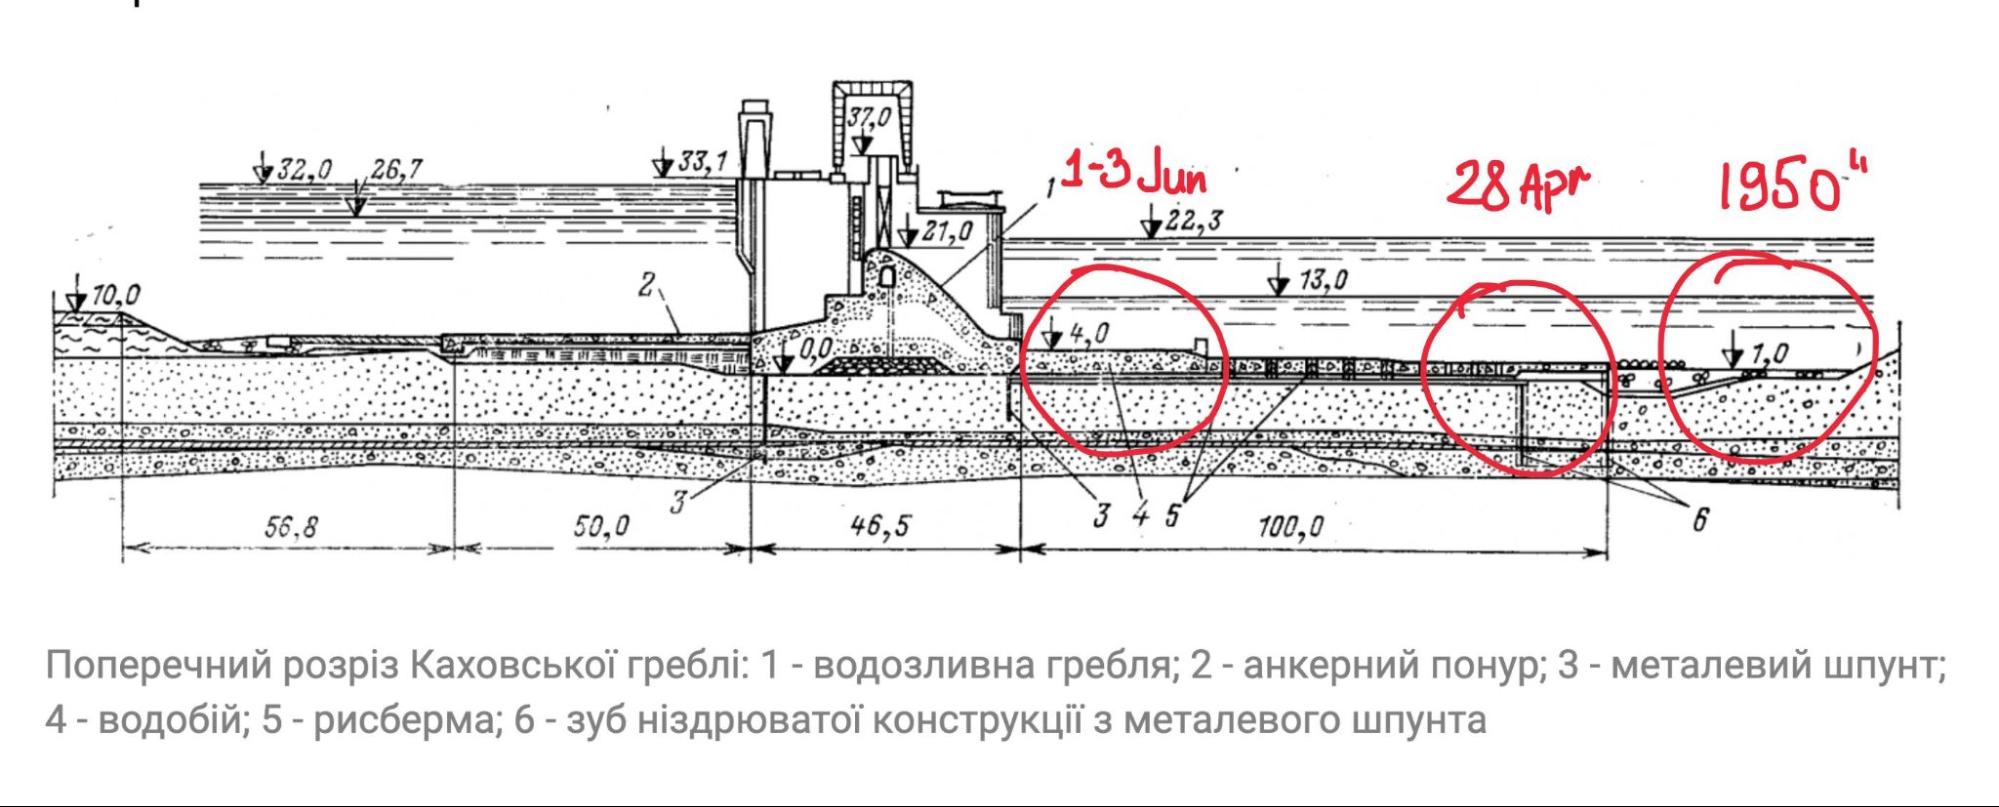 37,0
32,0 26,7 33,1 1 1-3 Jun 28 Apr 1950"
21,0 22,3
10,0 2 13,0
0,0 4,0 1,0
3 3 4 5 6
56,8 50,0 46,5 100,0
Поперечний розріз Каховської греблі: 1 - водозливна гребля; 2 - анкерний понур; 3 - металевий шпунт;
4 - водобій; 5 - рисберма; 6 - зуб ніздрюватої конструкції з металевого шпунта